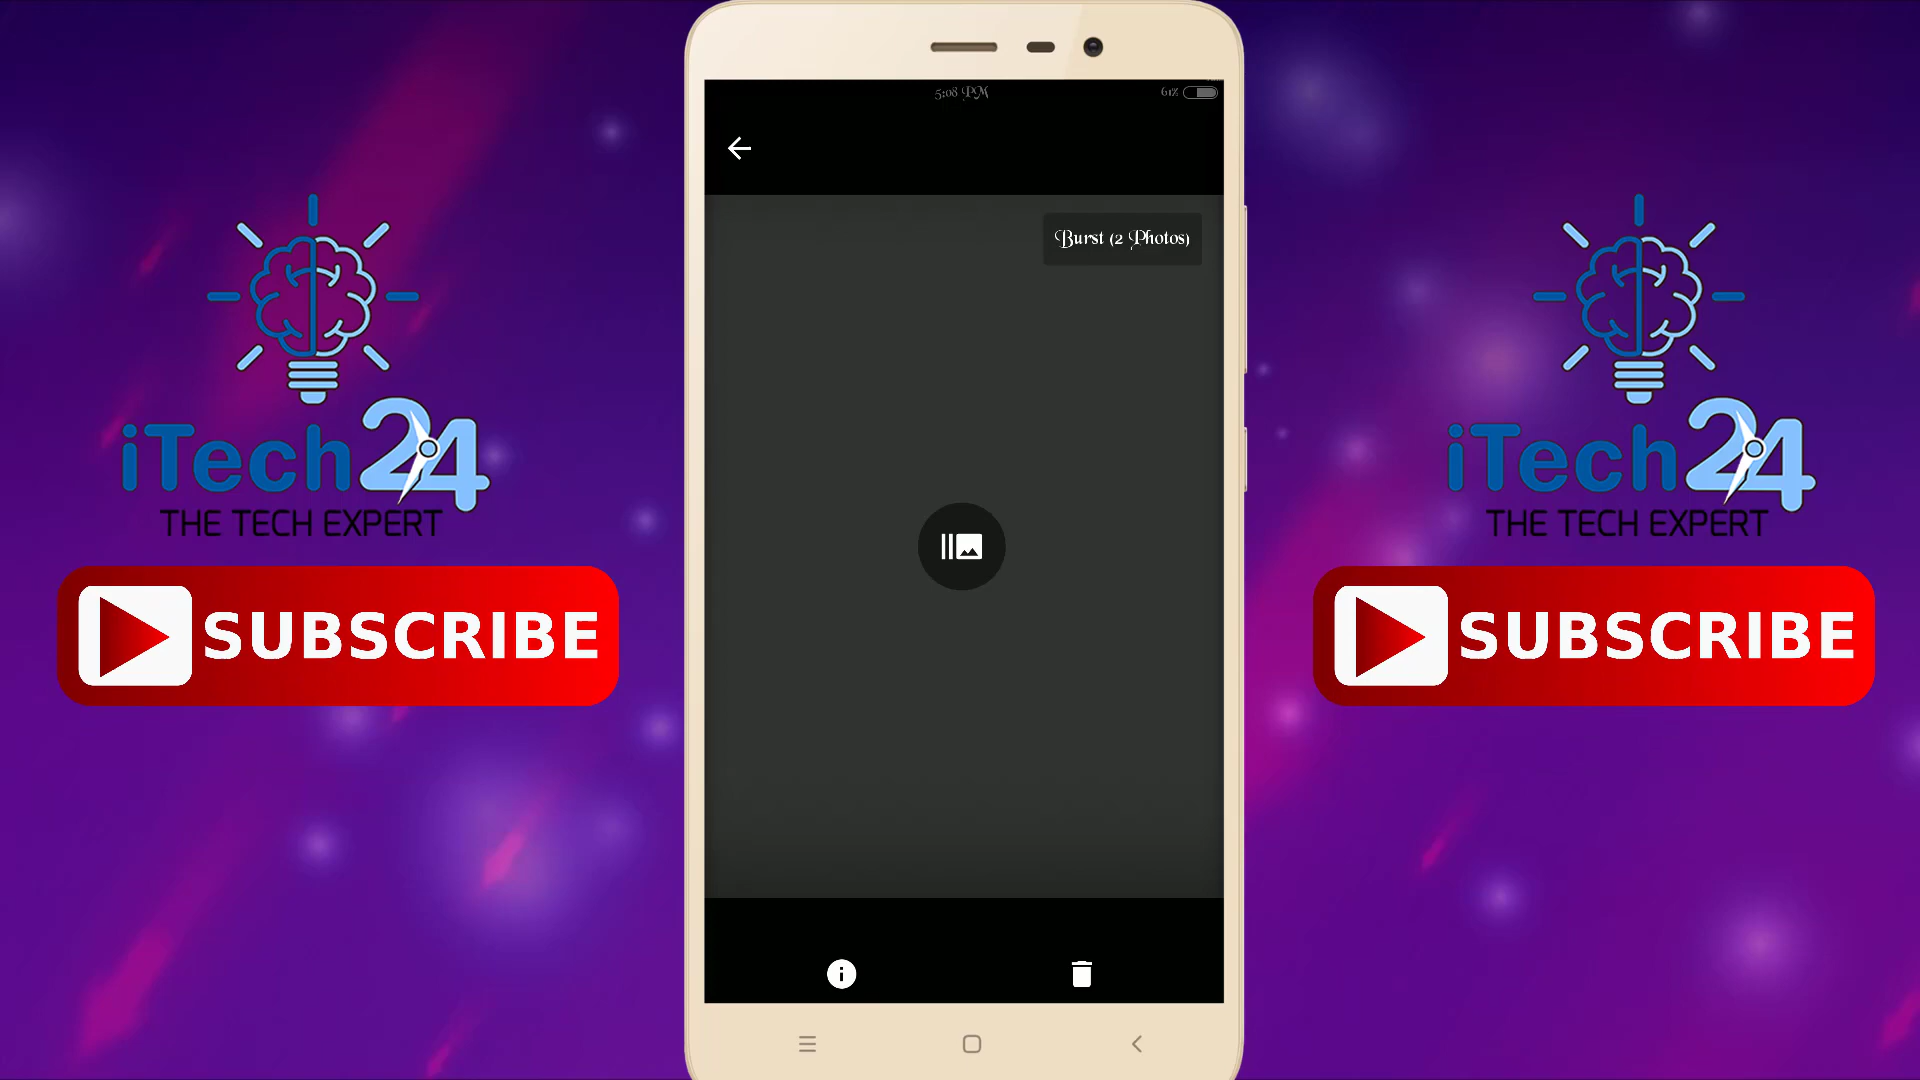 5:08 PM
61%
Burst (2 Photos)
iTech24
THE TECH EXPERT
SUBSCRIBE
iTech24
THE TECH EXPERT
SUBSCRIBE